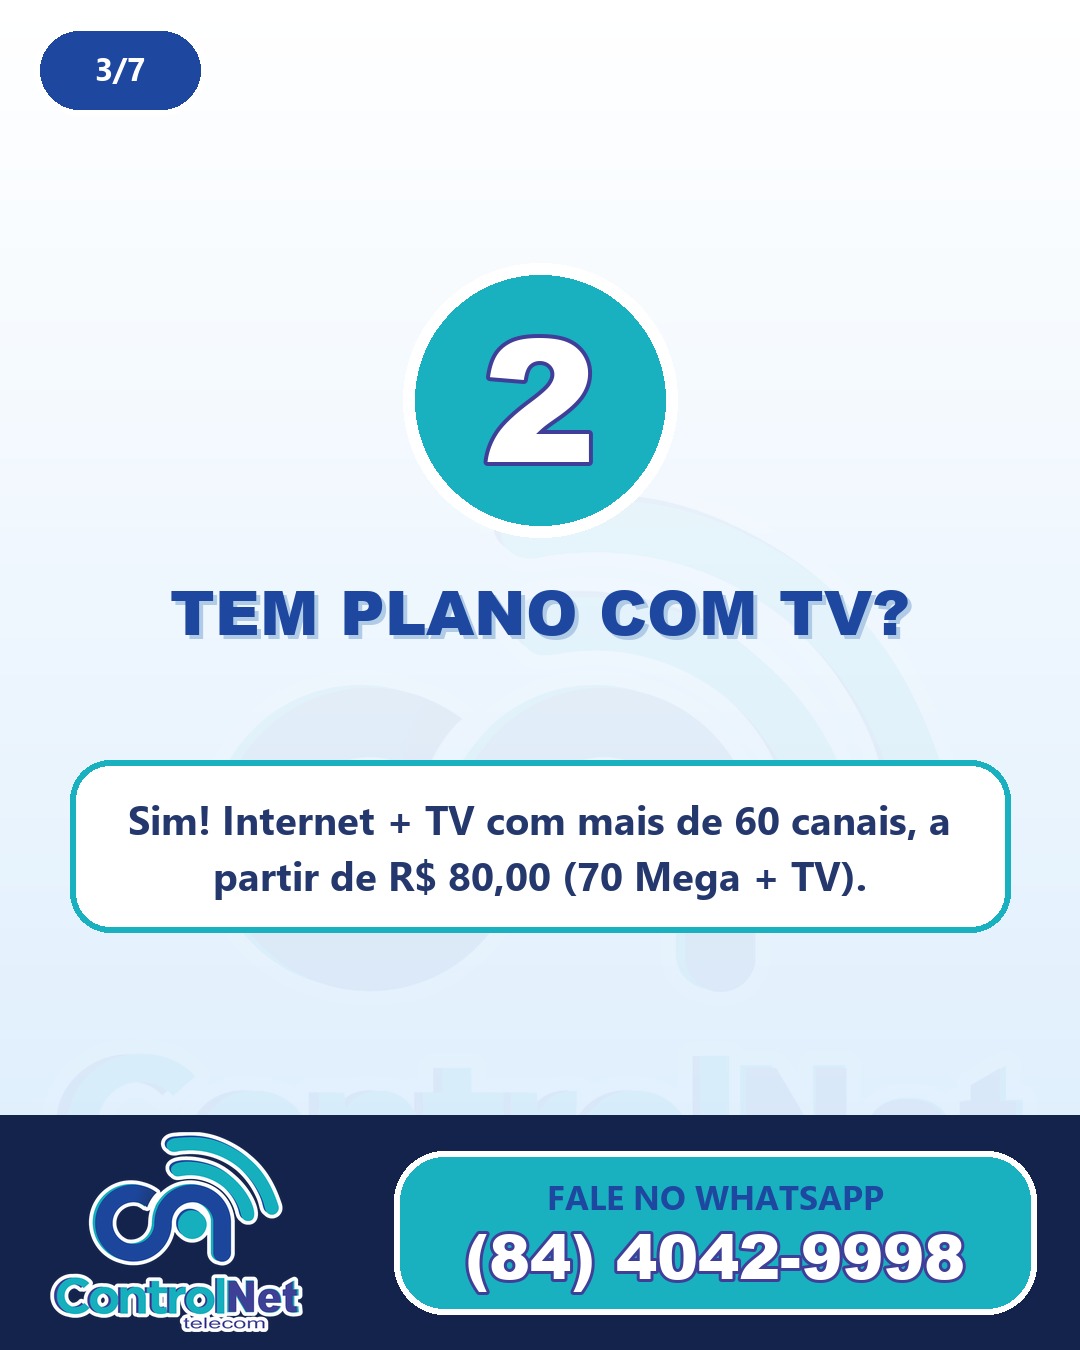 3/7
2
TEM PLANO COM TV?
Sim! Internet + TV com mais de 60 canais, a
partir de R$ 80,00 (70 Mega + TV).
ControlNet
ControlNet
telecom
FALE NO WHATSAPP
(84) 4042-9998